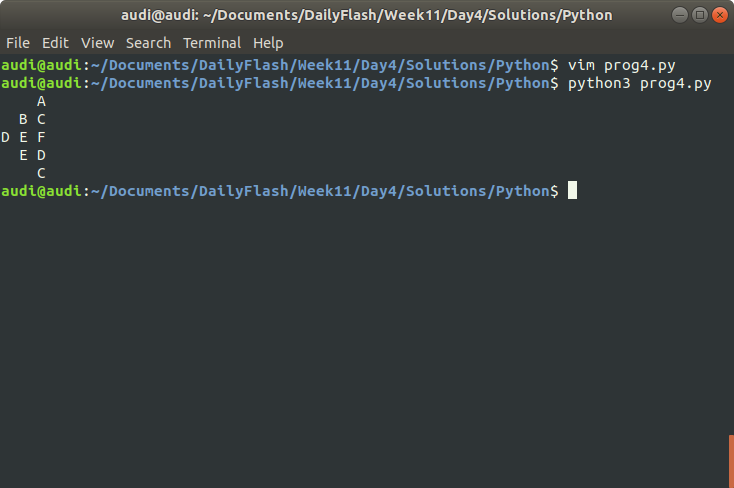 audi@audi: ~/Documents/DailyFlash/Week11/Day4/Solutions/Python
File Edit View Search Terminal Help
audi@audi:~/Documents/DailyFlash/Week11/Day4/Solutions/Python$ vim prog4.py
audi@audi:~/Documents/DailyFlash/Week11/Day4/Solutions/Python$ python3 prog4.py
    A
  B C
D E F
  E D
    C
audi@audi:~/Documents/DailyFlash/Week11/Day4/Solutions/Python$